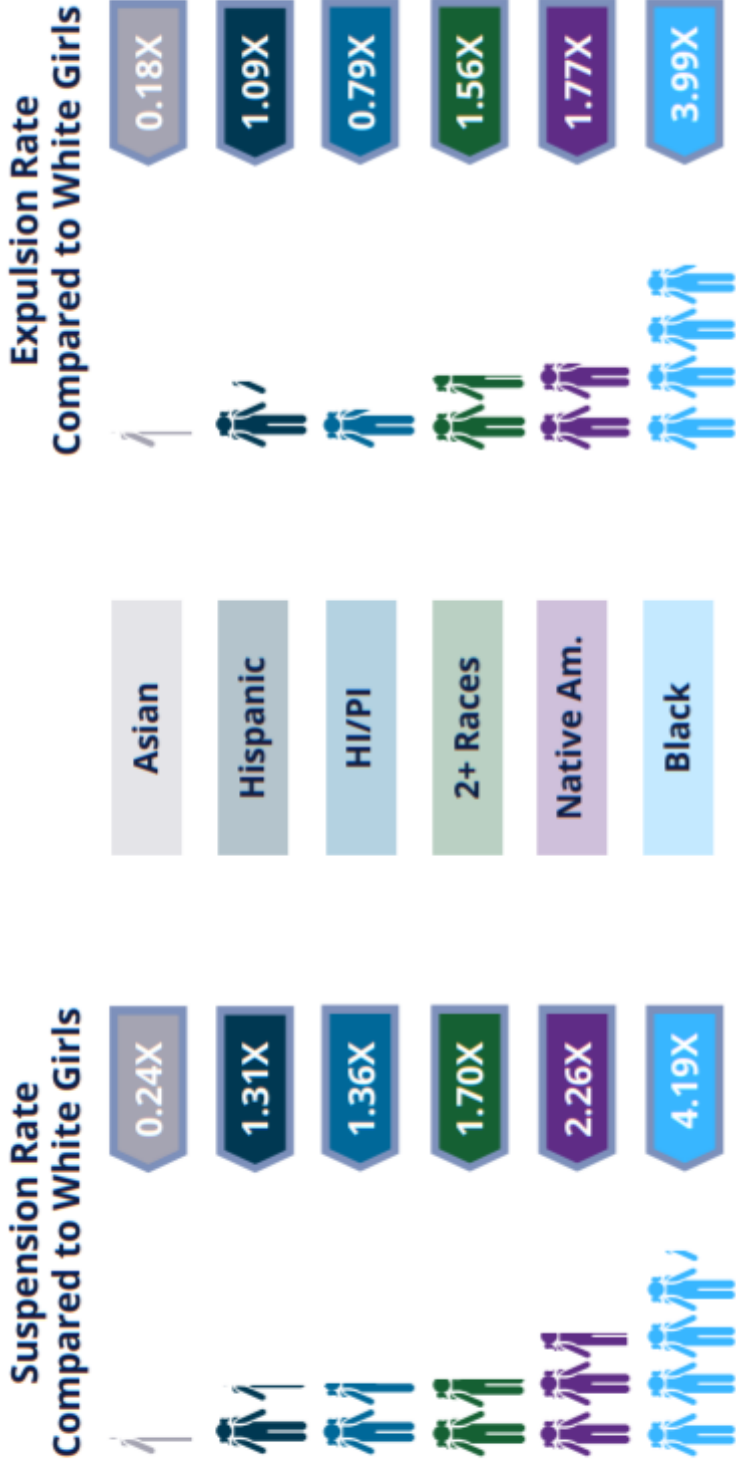 Suspension Rate
Compared to White Girls
0.24X
1.31X
1.36X
1.70X
2.26X
4.19X
Asian
Hispanic
HI/PI
2+ Races
Native Am.
Black
Expulsion Rate
Compared to White Girls
0.18X
1.09X
0.79X
1.56X
1.77X
3.99X